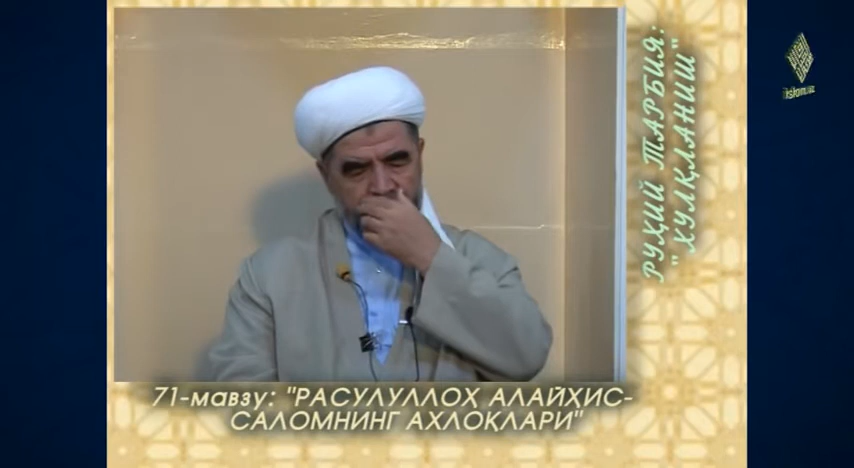 РУҲИЙ ТАРБИЯ:
"ХУЛҚЛАНИШ"
islom.uz
71-мавзу: "РАСУЛУЛЛОҲ АЛАЙҲИС-
САЛОМНИНГ АХЛОҚЛАРИ"